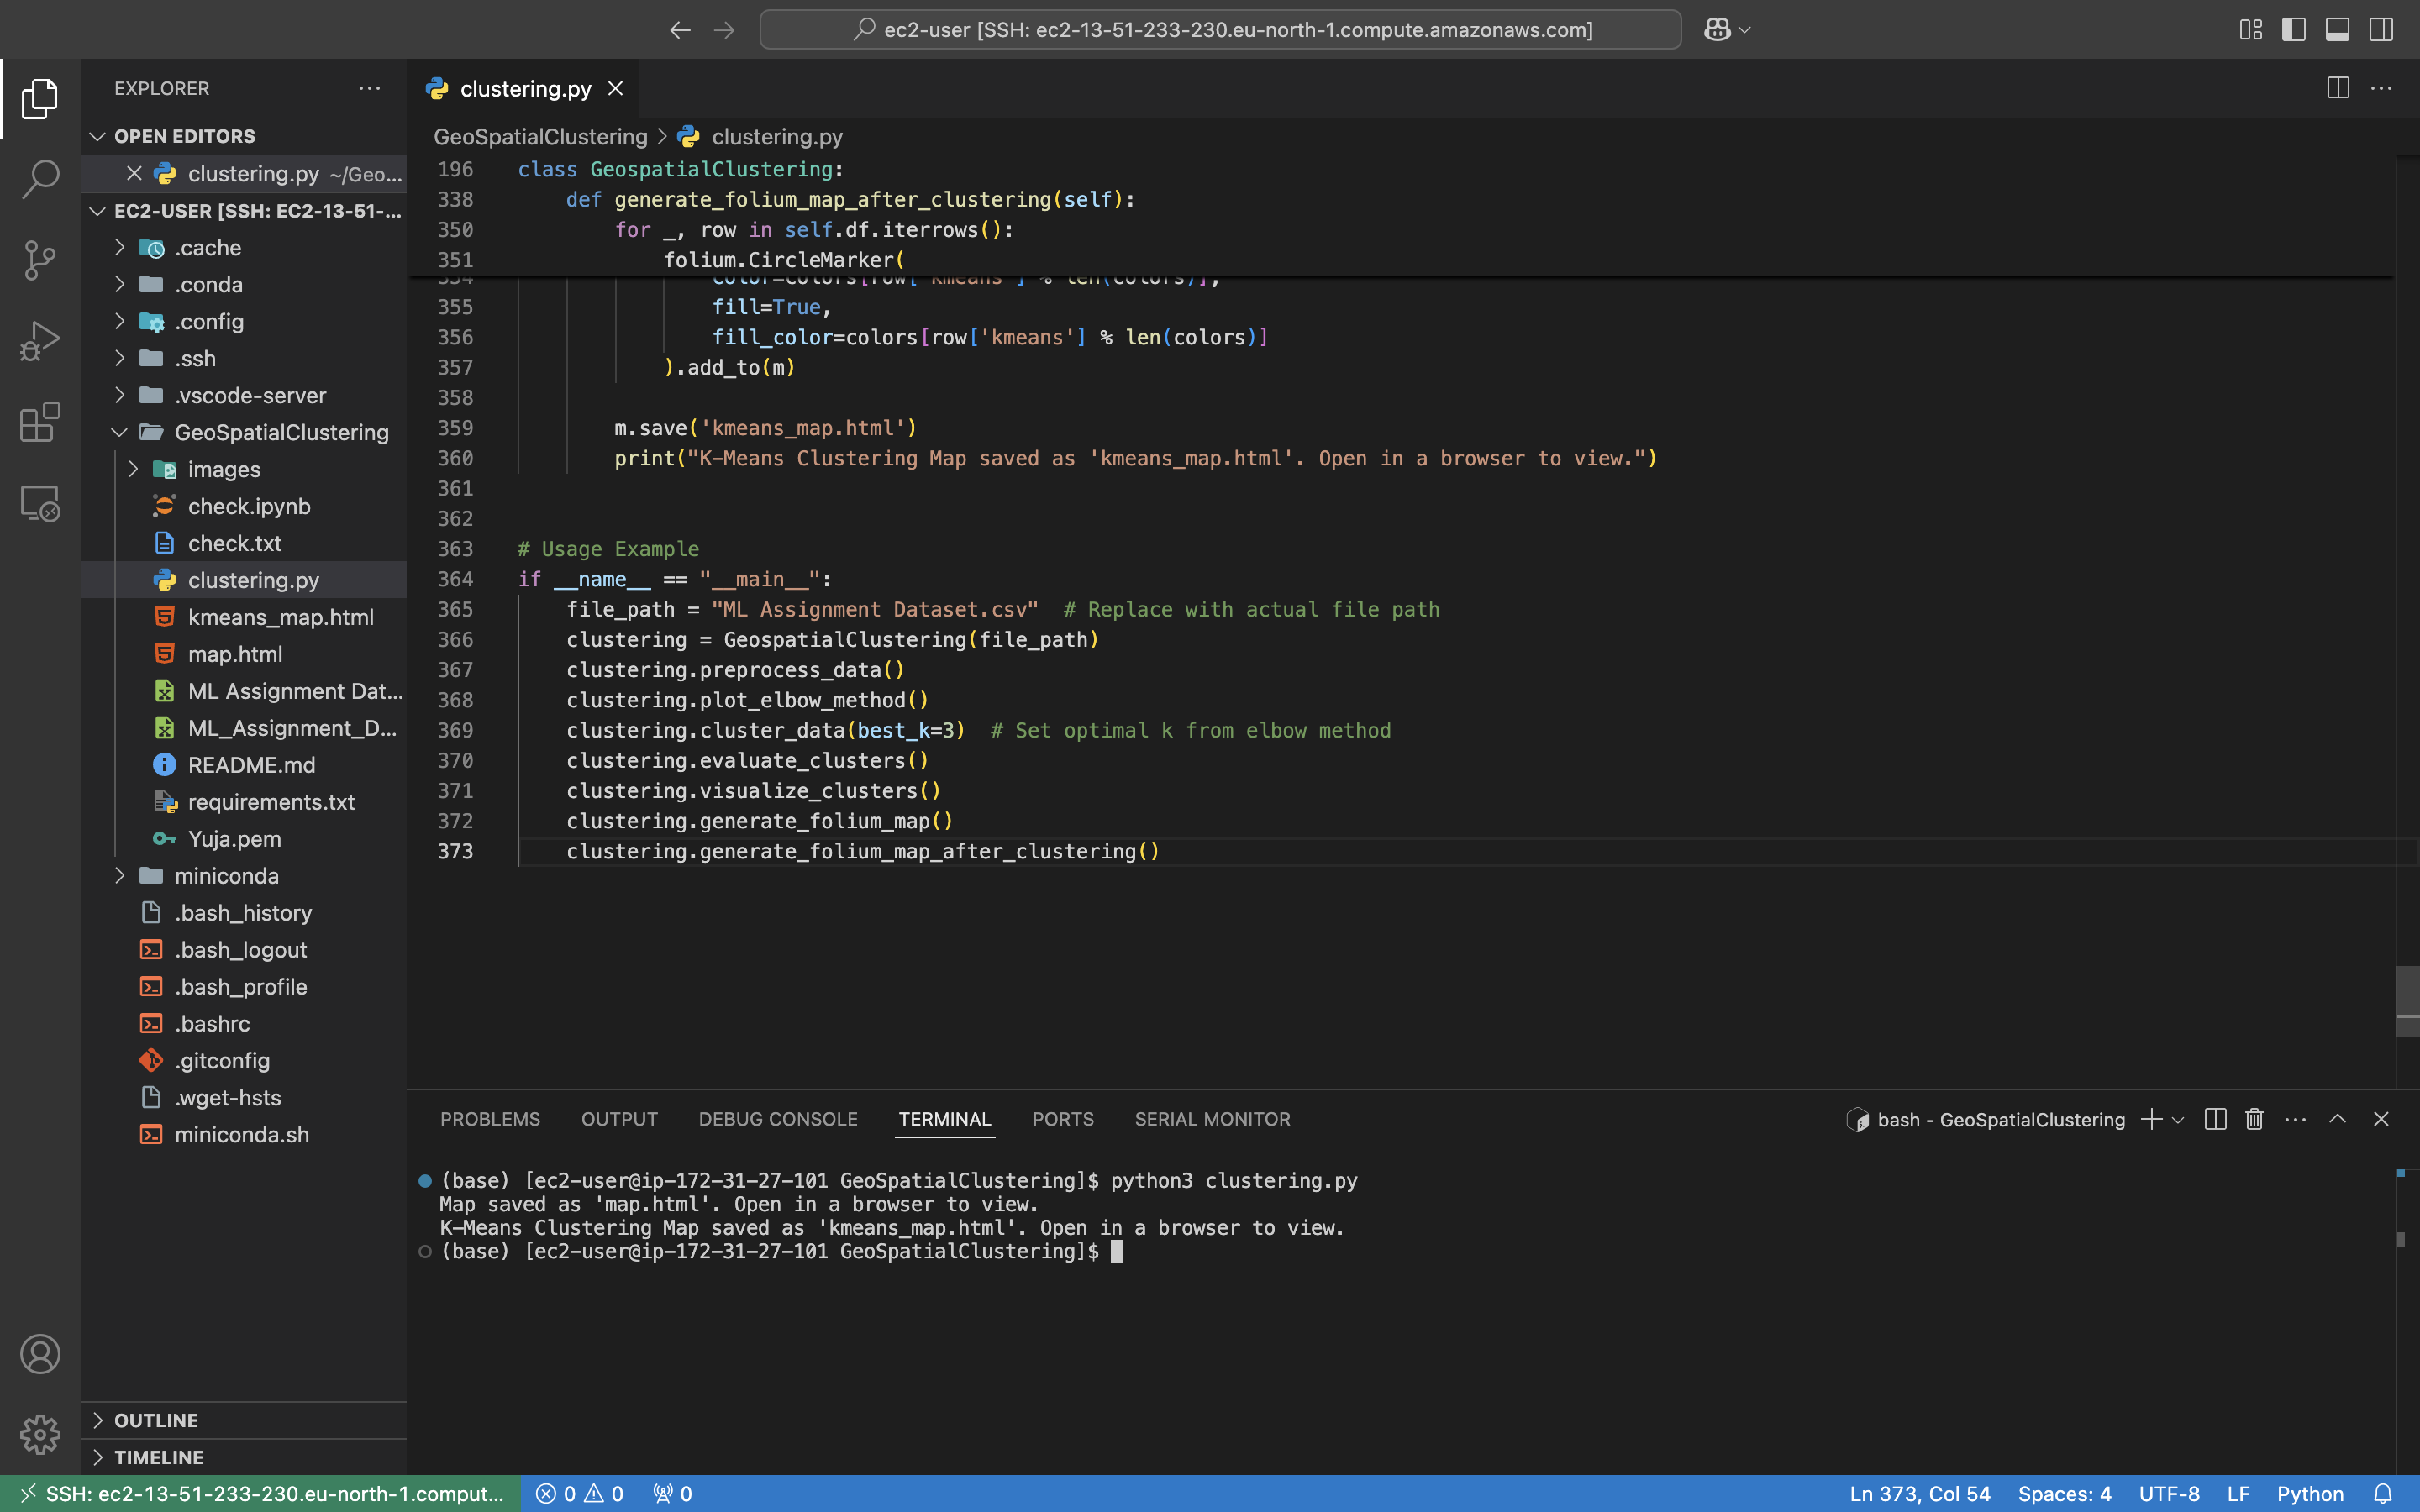 ec2-user [SSH: ec2-13-51-233-230.eu-north-1.compute.amazonaws.com]
EXPLORER
OPEN EDITORS
clustering.py ~/Geo...
EC2-USER [SSH: EC2-13-51-...
.cache
.conda
.config
.ssh
.vscode-server
GeoSpatialClustering
images
check.ipynb
check.txt
clustering.py
kmeans_map.html
map.html
ML Assignment Dat...
ML_Assignment_D...
README.md
requirements.txt
Yuja.pem
miniconda
.bash_history
.bash_logout
.bash_profile
.bashrc
.gitconfig
.wget-hsts
miniconda.sh
OUTLINE
TIMELINE
clustering.py
GeoSpatialClustering > clustering.py
196 class GeospatialClustering:
338 def generate_folium_map_after_clustering(self):
350 for _, row in self.df.iterrows():
351 folium.CircleMarker(
354 color=colors[row['kmeans'] % len(colors)],
355 fill=True,
356 fill_color=colors[row['kmeans'] % len(colors)]
357 ).add_to(m)
358
359 m.save('kmeans_map.html')
360 print("K-Means Clustering Map saved as 'kmeans_map.html'. Open in a browser to view.")
361
362
363 # Usage Example
364 if __name__ == "__main__":
365 file_path = "ML Assignment Dataset.csv" # Replace with actual file path
366 clustering = GeospatialClustering(file_path)
367 clustering.preprocess_data()
368 clustering.plot_elbow_method()
369 clustering.cluster_data(best_k=3) # Set optimal k from elbow method
370 clustering.evaluate_clusters()
371 clustering.visualize_clusters()
372 clustering.generate_folium_map()
373 clustering.generate_folium_map_after_clustering()
PROBLEMS OUTPUT DEBUG CONSOLE TERMINAL PORTS SERIAL MONITOR
bash - GeoSpatialClustering
(base) [ec2-user@ip-172-31-27-101 GeoSpatialClustering]$ python3 clustering.py
Map saved as 'map.html'. Open in a browser to view.
K-Means Clustering Map saved as 'kmeans_map.html'. Open in a browser to view.
(base) [ec2-user@ip-172-31-27-101 GeoSpatialClustering]$
SSH: ec2-13-51-233-230.eu-north-1.comput... 0 0 0 Ln 373, Col 54 Spaces: 4 UTF-8 LF Python